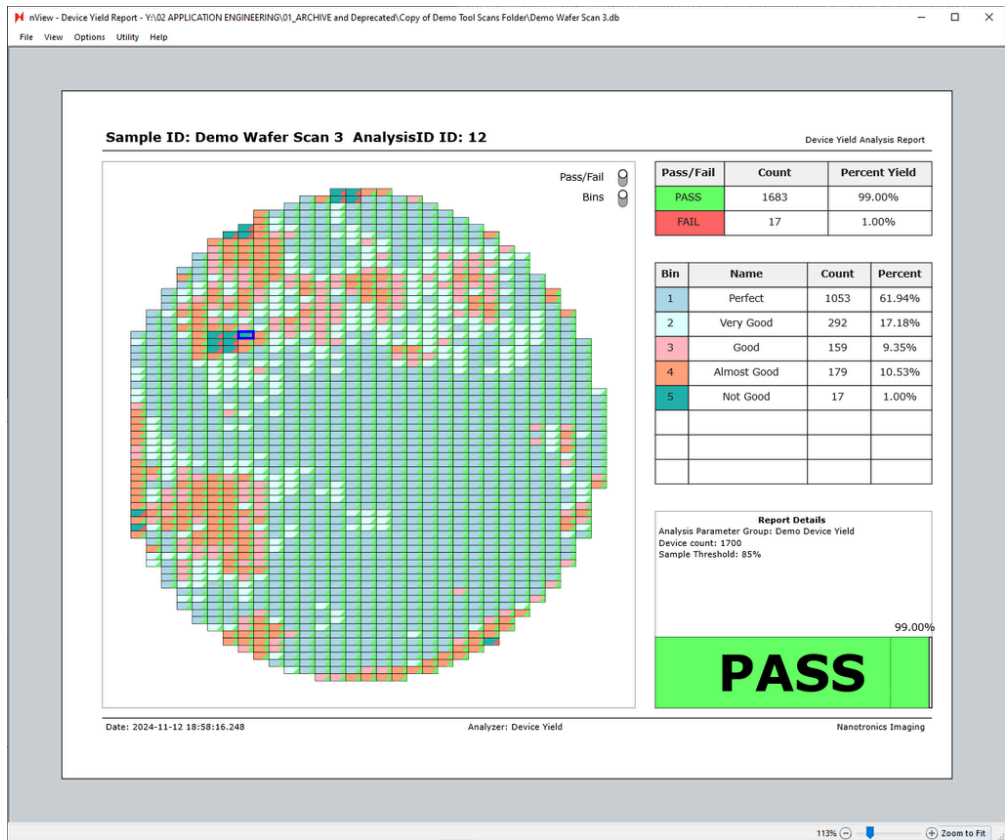 nView - Device Yield Report - Y:\02 APPLICATION ENGINEERING\01_ARCHIVE and Deprecated\Copy of Demo Tool Scans Folder\Demo Wafer Scan 3.db
File View Options Utility Help
Sample ID: Demo Wafer Scan 3 AnalysisID ID: 12
Device Yield Analysis Report
Pass/Fail
Bins
Pass/Fail Count Percent Yield
PASS 1683 99.00%
FAIL 17 1.00%
Bin Name Count Percent
1 Perfect 1053 61.94%
2 Very Good 292 17.18%
3 Good 159 9.35%
4 Almost Good 179 10.53%
5 Not Good 17 1.00%
Report Details
Analysis Parameter Group: Demo Device Yield
Device count: 1700
Sample Threshold: 85%
99.00%
PASS
Date: 2024-11-12 18:58:16.248
Analyzer: Device Yield
Nanotronics Imaging
113% Zoom to Fit